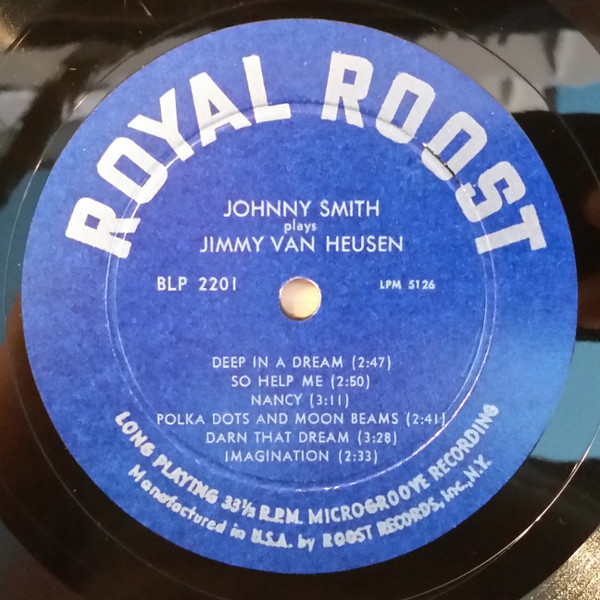 ROYAL ROOST
JOHNNY SMITH
plays
JIMMY VAN HEUSEN
BLP 2201 LPM 5126
DEEP IN A DREAM (2:47)
SO HELP ME (2:50)
NANCY (3:11)
POLKA DOTS AND MOON BEAMS (2:41)
DARN THAT DREAM (3:28)
IMAGINATION (2:33)
LONG PLAYING 33⅓ R.P.M. MICROGROOVE RECORDING
Manufactured in U.S.A. by ROOST RECORDS, Inc., N.Y.